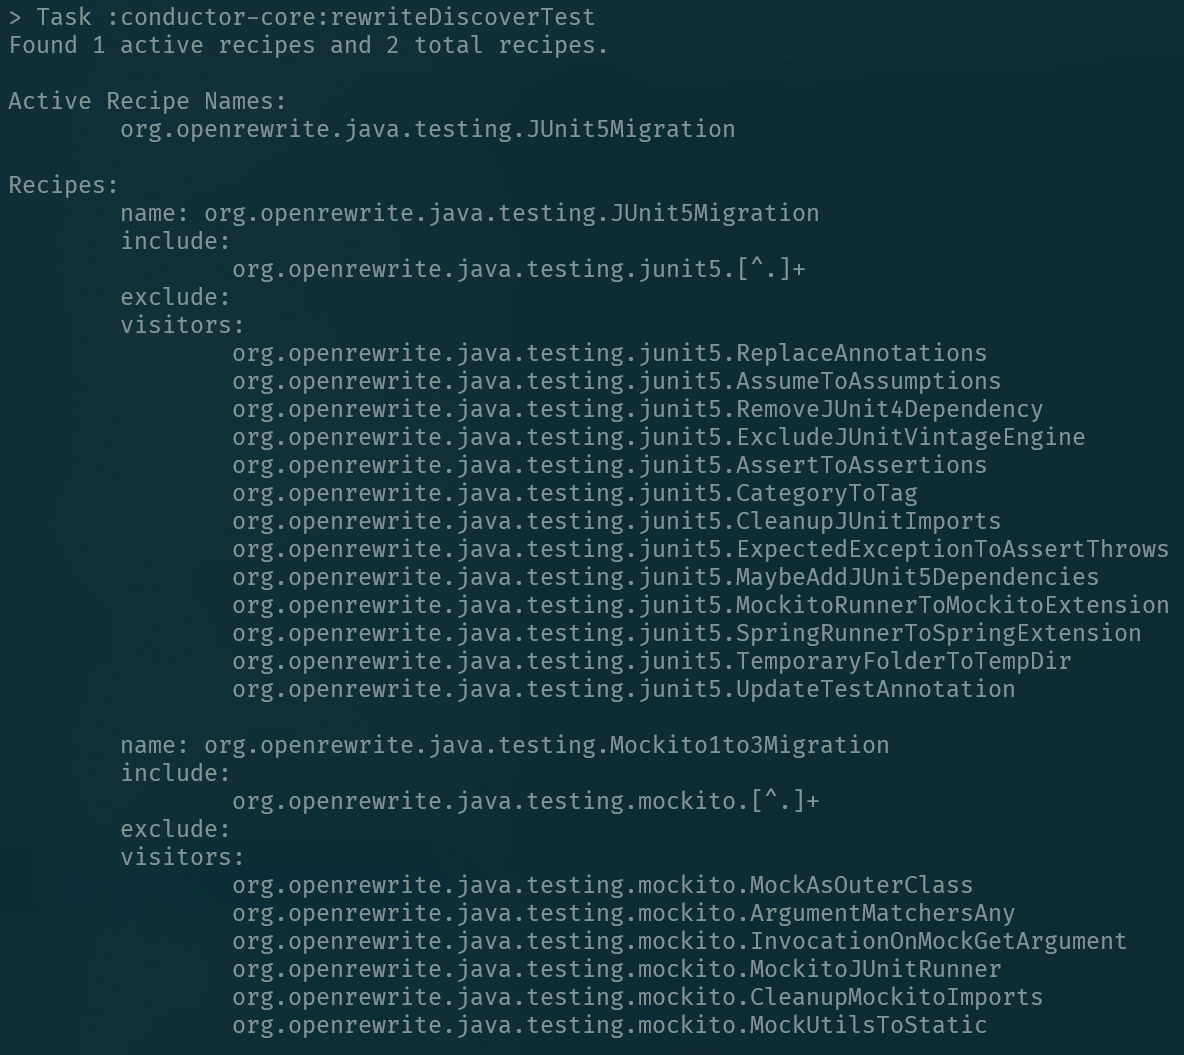 > Task :conductor-core:rewriteDiscoverTest
Found 1 active recipes and 2 total recipes.
Active Recipe Names:
org.openrewrite.java.testing.JUnit5Migration
Recipes:
name: org.openrewrite.java.testing.JUnit5Migration
include:
org.openrewrite.java.testing.junit5.[^.]+
exclude:
visitors:
org.openrewrite.java.testing.junit5.ReplaceAnnotations
org.openrewrite.java.testing.junit5.AssumeToAssumptions
org.openrewrite.java.testing.junit5.RemoveJUnit4Dependency
org.openrewrite.java.testing.junit5.ExcludeJUnitVintageEngine
org.openrewrite.java.testing.junit5.AssertToAssertions
org.openrewrite.java.testing.junit5.CategoryToTag
org.openrewrite.java.testing.junit5.CleanupJUnitImports
org.openrewrite.java.testing.junit5.ExpectedExceptionToAssertThrows
org.openrewrite.java.testing.junit5.MaybeAddJUnit5Dependencies
org.openrewrite.java.testing.junit5.MockitoRunnerToMockitoExtension
org.openrewrite.java.testing.junit5.SpringRunnerToSpringExtension
org.openrewrite.java.testing.junit5.TemporaryFolderToTempDir
org.openrewrite.java.testing.junit5.UpdateTestAnnotation
name: org.openrewrite.java.testing.Mockito1to3Migration
include:
org.openrewrite.java.testing.mockito.[^.]+
exclude:
visitors:
org.openrewrite.java.testing.mockito.MockAsOuterClass
org.openrewrite.java.testing.mockito.ArgumentMatchersAny
org.openrewrite.java.testing.mockito.InvocationOnMockGetArgument
org.openrewrite.java.testing.mockito.MockitoJUnitRunner
org.openrewrite.java.testing.mockito.CleanupMockitoImports
org.openrewrite.java.testing.mockito.MockUtilsToStatic